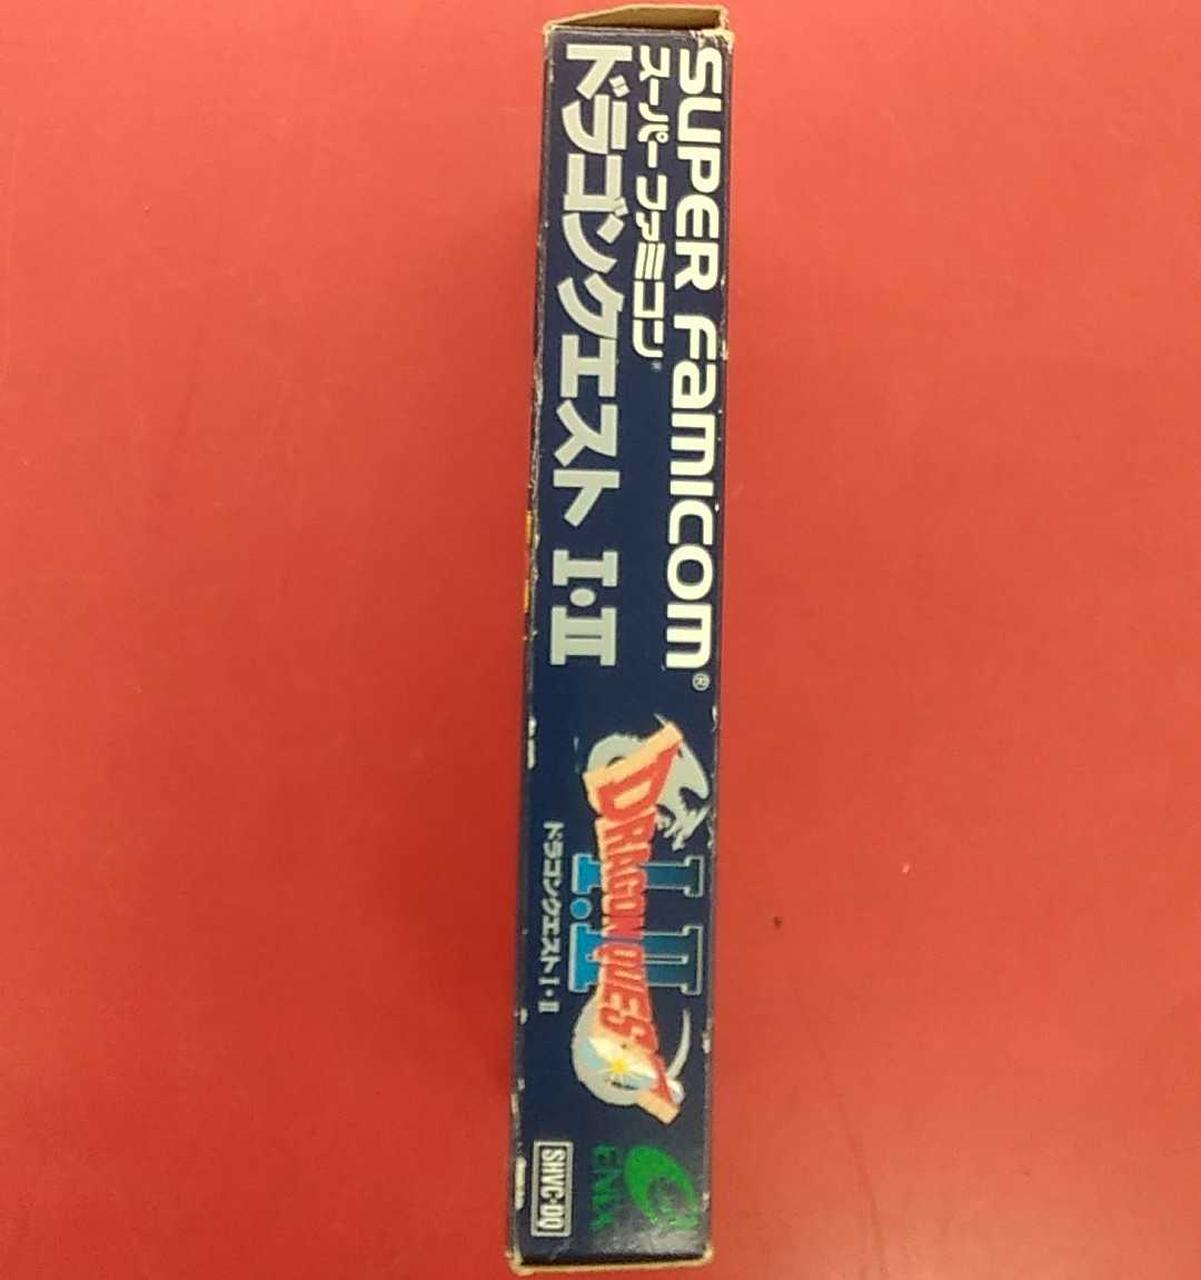 SUPER FAMICOM®
スーパーファミコン®
ドラゴンクエスト I・II
I・II
DRAGON QUEST
ドラゴンクエスト I・II
ENIX
SHVC-DQ